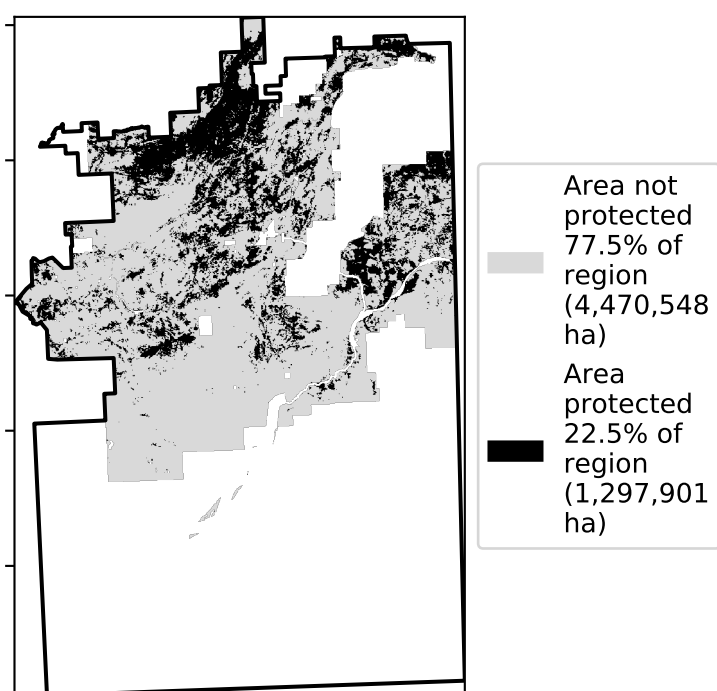 Area not
protected
77.5% of
region
(4,470,548
ha)
Area
protected
22.5% of
region
(1,297,901
ha)